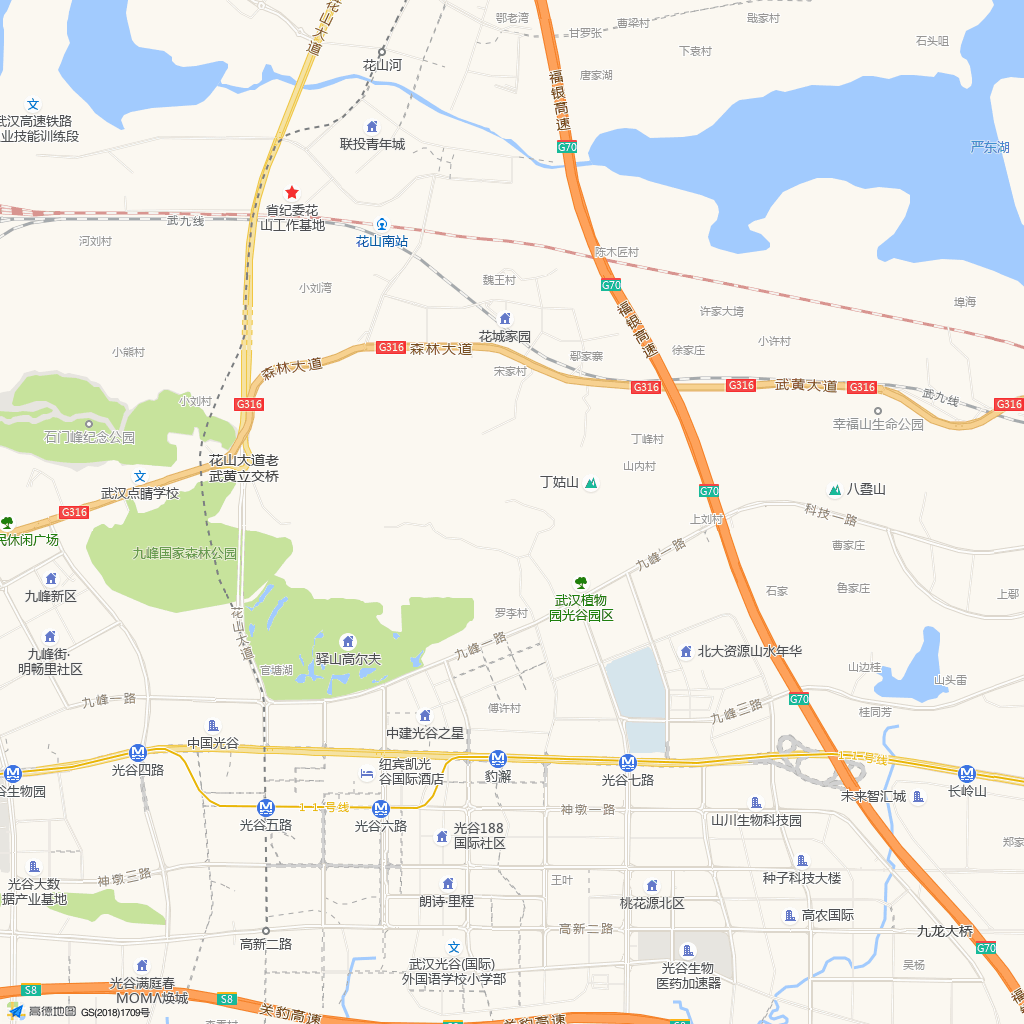 花山大道
鄂老湾
曹梁村
戢家村
甘罗张
石头咀
下袁村
花山河
唐家湖
福银高速
武汉高速铁路
业技能训练段
联投青年城
G70
严东湖
省纪委花
山工作基地
武九线
花山南站
河刘村
陈木匠村
魏王村
小刘湾
G70
福银高速
埠海
许家大塆
花城家园
小许村
G316
森林大道
徐家庄
小熊村
鄢家寨
森林大道
宋家村
G316
G316
武黄大道
G316
武九线
小刘村
G316
G316
幸福山生命公园
石门峰纪念公园
丁峰村
花山大道老
武黄立交桥
山内村
武汉点睛学校
丁姑山
G70
八叠山
G316
上刘村
科技一路
民休闲广场
曹家庄
九峰国家森林公园
九峰一路
九峰新区
武汉植物
园光谷园区
石家
鲁家庄
上鄢
花山大道
罗李村
九峰街·
明畅里社区
驿山高尔夫
九峰一路
北大资源山水年华
官塘湖
山边桂
山头雷
九峰一路
G70
傅许村
九峰三路
桂同芳
中国光谷
中建光谷之星
光谷四路
纽宾凯光
谷国际酒店
豹澥
光谷七路
11号线
谷生物园
长岭山
11号线
未来智汇城
光谷五路
光谷六路
神墩一路
山川生物科技园
光谷188
国际社区
郑家
神墩三路
光谷大数
据产业基地
王叶
种子科技大楼
朗诗·里程
桃花源北区
高农国际
高新二路
高新二路
九龙大桥
G70
武汉光谷(国际)
外国语学校小学部
光谷生物
医药加速器
吴杨
光谷满庭春
MOMΛ焕城
S8
S8
关豹高速
关豹高速
高德地图
GS(2018)1709号